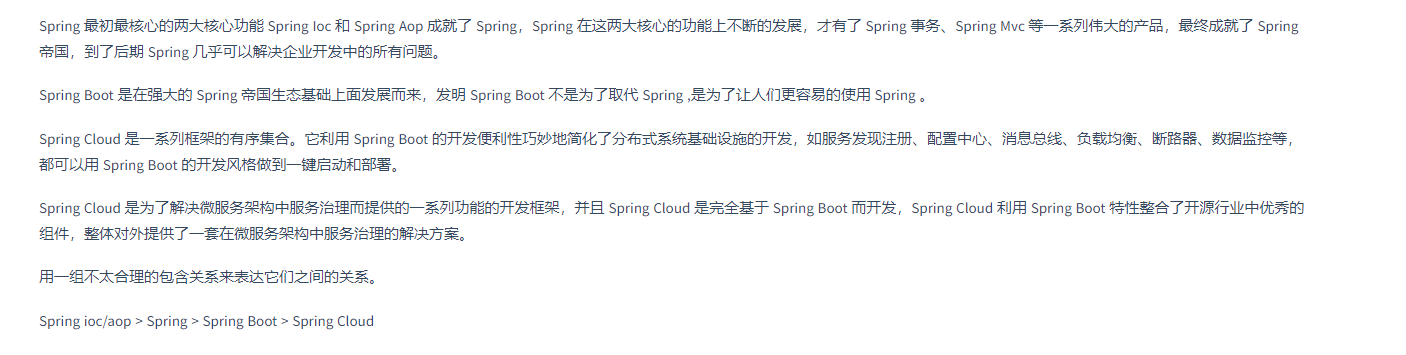 Spring 最初最核心的两大核心功能 Spring Ioc 和 Spring Aop 成就了 Spring，Spring 在这两大核心的功能上不断的发展，才有了 Spring 事务、Spring Mvc 等一系列伟大的产品，最终成就了 Spring
帝国，到了后期 Spring 几乎可以解决企业开发中的所有问题。
Spring Boot 是在强大的 Spring 帝国生态基础上面发展而来，发明 Spring Boot 不是为了取代 Spring ,是为了让人们更容易的使用 Spring 。
Spring Cloud 是一系列框架的有序集合。它利用 Spring Boot 的开发便利性巧妙地简化了分布式系统基础设施的开发，如服务发现注册、配置中心、消息总线、负载均衡、断路器、数据监控等，
都可以用 Spring Boot 的开发风格做到一键启动和部署。
Spring Cloud 是为了解决微服务架构中服务治理而提供的一系列功能的开发框架，并且 Spring Cloud 是完全基于 Spring Boot 而开发，Spring Cloud 利用 Spring Boot 特性整合了开源行业中优秀的
组件，整体对外提供了一套在微服务架构中服务治理的解决方案。
用一组不太合理的包含关系来表达它们之间的关系。
Spring ioc/aop > Spring > Spring Boot > Spring Cloud